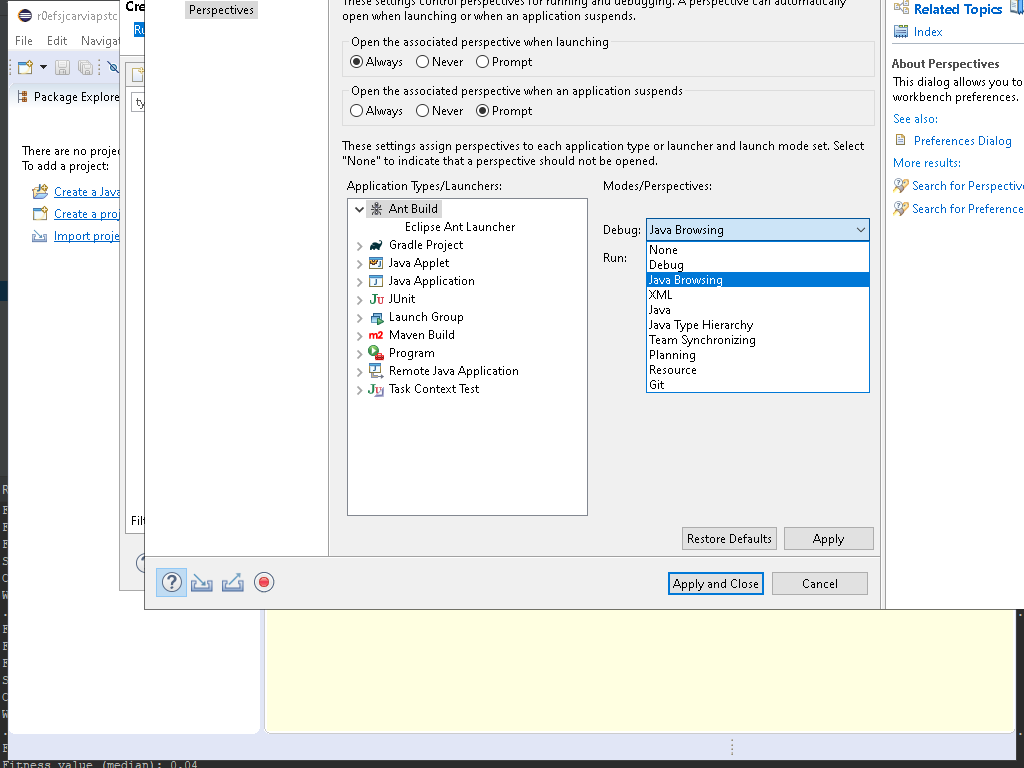 r0efsjcarviapstc
File Edit Navigat
Package Explore
There are no projec
To add a project:
Create a Java
Create a proj
Import proje
Cre
Ru
ty
Filt
Perspectives
These settings control perspectives for running and debugging. A perspective can automatically
open when launching or when an application suspends.
Open the associated perspective when launching
Always Never Prompt
Open the associated perspective when an application suspends
Always Never Prompt
These settings assign perspectives to each application type or launcher and launch mode set. Select
"None" to indicate that a perspective should not be opened.
Application Types/Launchers:
Ant Build
Eclipse Ant Launcher
Gradle Project
Java Applet
Java Application
JUnit
Launch Group
Maven Build
Program
Remote Java Application
Task Context Test
Modes/Perspectives:
Debug: Java Browsing
Run:
None
Debug
Java Browsing
XML
Java
Java Type Hierarchy
Team Synchronizing
Planning
Resource
Git
Restore Defaults Apply
Apply and Close Cancel
Related Topics
Index
About Perspectives
This dialog allows you to
workbench preferences.
See also:
Preferences Dialog
More results:
Search for Perspective
Search for Preference
Fitness value (median): 0.04